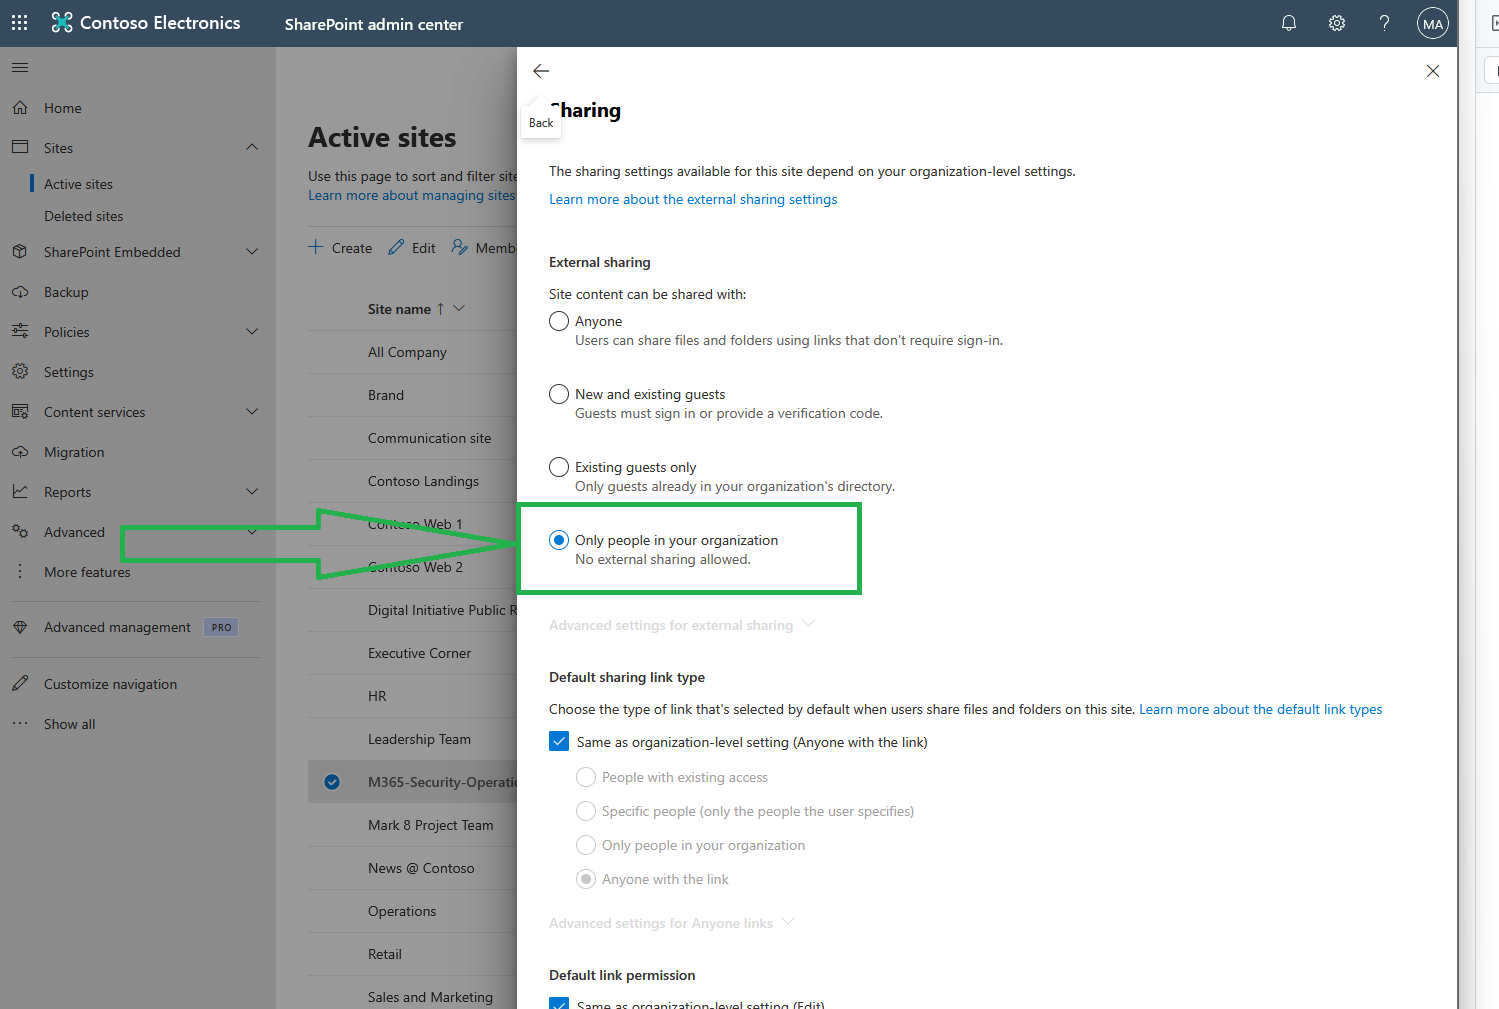 Contoso Electronics
SharePoint admin center
MA
Back
Sharing
Home
Sites
Active sites
Deleted sites
SharePoint Embedded
Backup
Policies
Settings
Content services
Migration
Reports
Advanced
More features
Advanced management PRO
Customize navigation
Show all
Active sites
Use this page to sort and filter site
Learn more about managing sites
Create Edit Memb
Site name ↑
All Company
Brand
Communication site
Contoso Landings
Contoso Web 1
Contoso Web 2
Digital Initiative Public R
Executive Corner
HR
Leadership Team
M365-Security-Operatio
Mark 8 Project Team
News @ Contoso
Operations
Retail
Sales and Marketing
The sharing settings available for this site depend on your organization-level settings.
Learn more about the external sharing settings
External sharing
Site content can be shared with:
Anyone
Users can share files and folders using links that don't require sign-in.
New and existing guests
Guests must sign in or provide a verification code.
Existing guests only
Only guests already in your organization's directory.
Only people in your organization
No external sharing allowed.
Advanced settings for external sharing
Default sharing link type
Choose the type of link that's selected by default when users share files and folders on this site. Learn more about the default link types
Same as organization-level setting (Anyone with the link)
People with existing access
Specific people (only the people the user specifies)
Only people in your organization
Anyone with the link
Advanced settings for Anyone links
Default link permission
Same as organization-level setting (Edit)